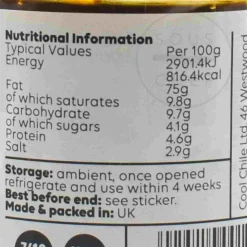 Nutritional Information
Typical Values Per 100g
Energy 2901.4kJ
816.4kcal
Fat 75g
of which saturates 9.8g
Carbohydrate 9.7g
of which sugars 4.1g
Protein 4.6g
Salt 2.9g
Storage: ambient, once opened
refrigerate and use within 4 weeks
Best before end: see sticker.
Made & packed in: UK
Cool Chile Ltd, 46 Westwood